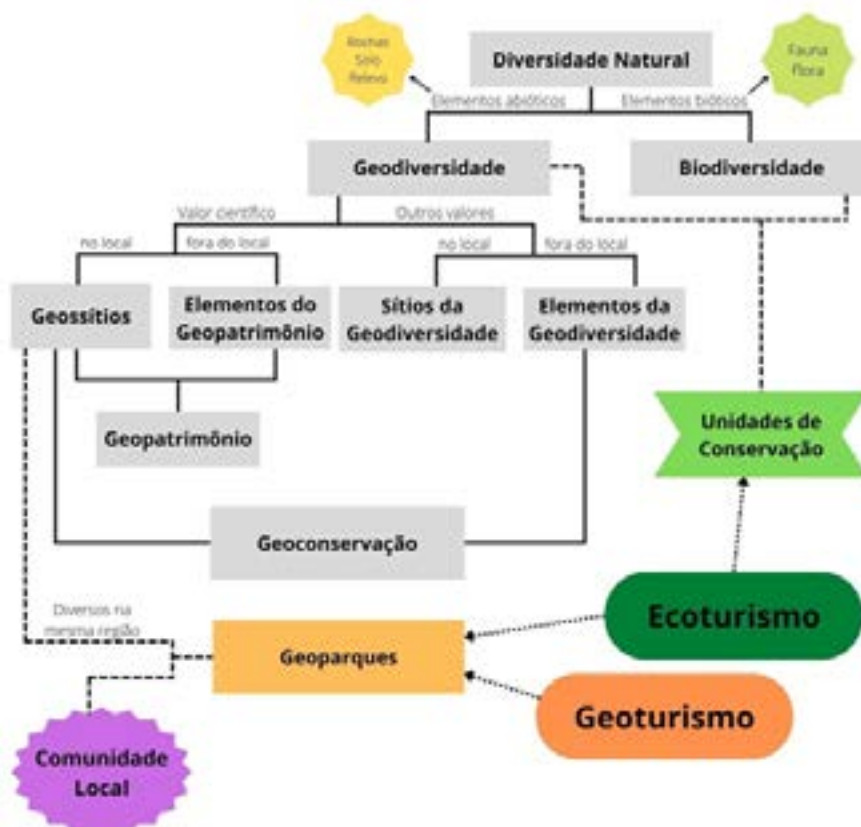 Rochas
Solo
Relevo
Diversidade Natural
Fauna
Flora
Elementos abióticos
Elementos bióticos
Geodiversidade
Biodiversidade
Valor científico
Outros valores
no local
fora do local
no local
fora do local
Geossítios
Elementos do
Geopatrimônio
Sítios da
Geodiversidade
Elementos da
Geodiversidade
Geopatrimônio
Unidades de
Conservação
Geoconservação
Ecoturismo
Diversos na
mesma região
Geoparques
Geoturismo
Comunidade
Local